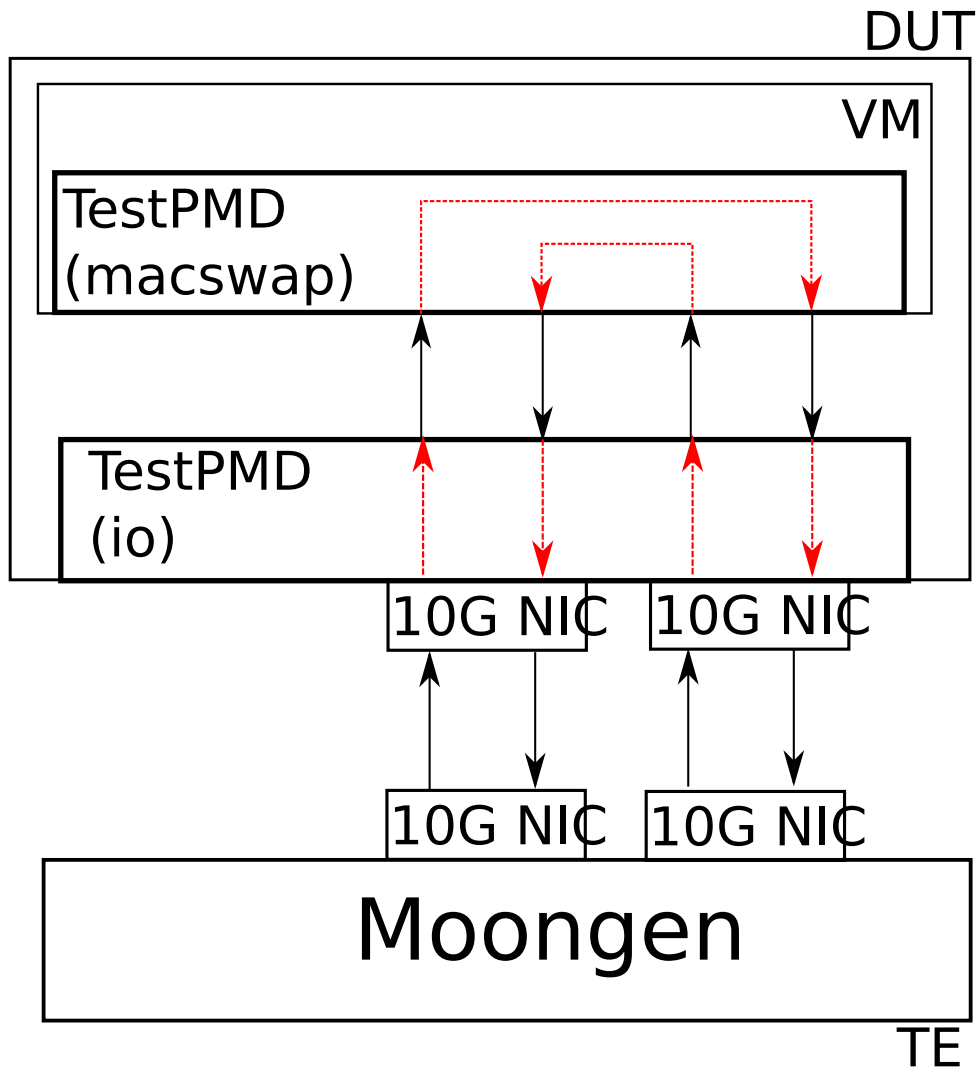 DUT
VM
TestPMD
(macswap)
TestPMD
(io)
10G NIC
10G NIC
10G NIC
10G NIC
Moongen
TE